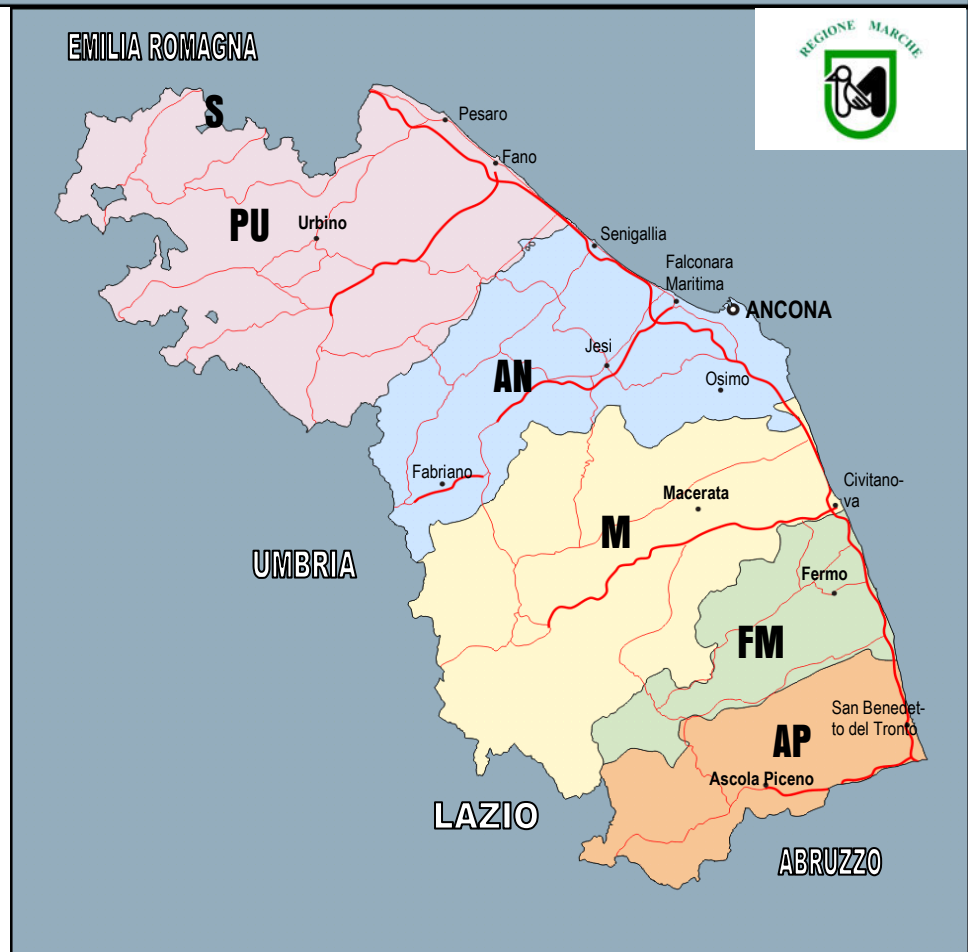 EMILIA ROMAGNA
REGIONE MARCHE
S
Pesaro
Fano
PU
Urbino
Senigallia
Falconara
Maritima
ANCONA
Jesi
AN
Osimo
Fabriano
Civitano-
va
Macerata
M
UMBRIA
Fermo
FM
San Benedet-
to del Tronto
AP
Ascola Piceno
LAZIO
ABRUZZO